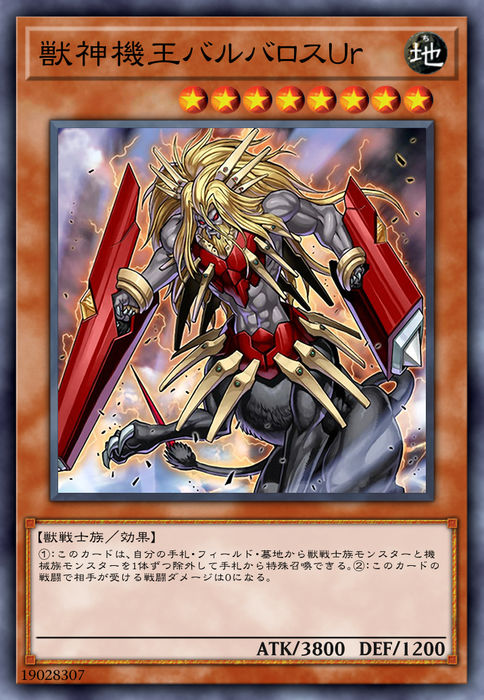 獣神機王バルバロスUr
ち
地
【獣戦士族／効果】
①：このカードは、自分の手札・フィールド・墓地から獣戦士族モンスターと機
械族モンスターを1体ずつ除外して手札から特殊召喚できる。②：このカードの
戦闘で相手が受ける戦闘ダメージは0になる。
ATK/3800 DEF/1200
19028307